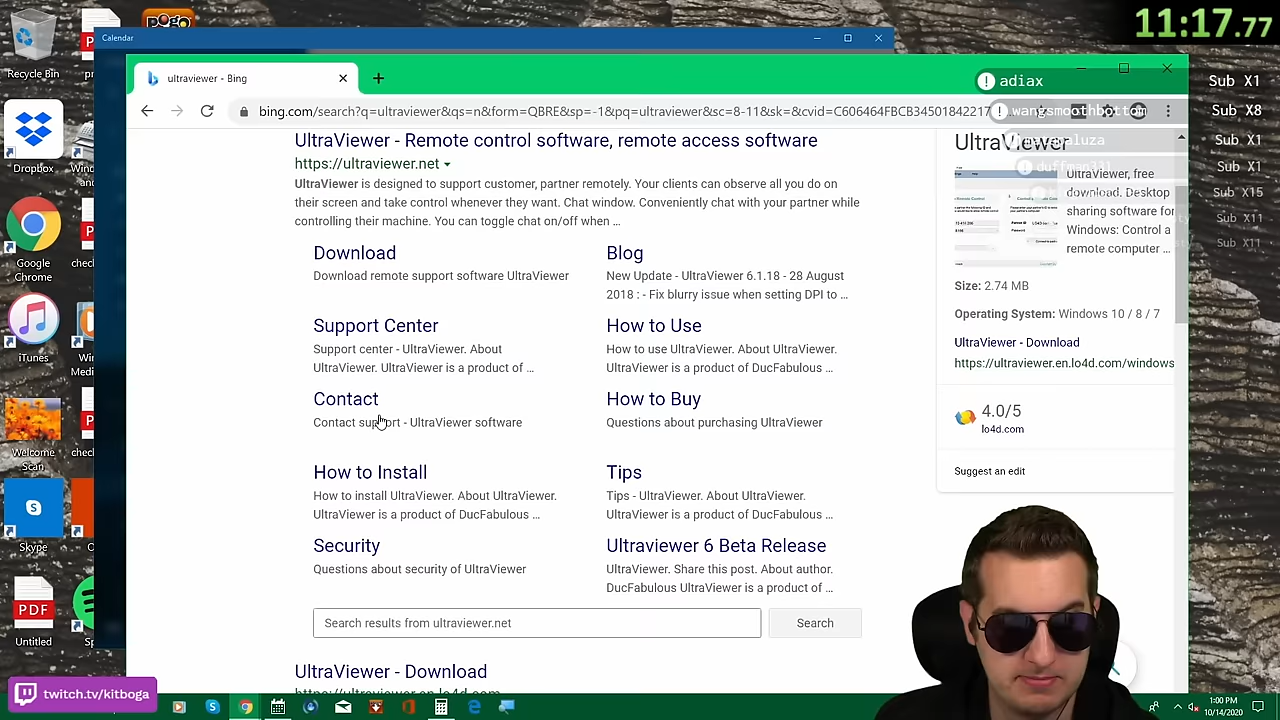 11:17.77
pogo
Calendar
Recycle Bin
ultraviewer - Bing
adiax
Sub X1
bing.com/search?q=ultraviewer&qs=n&form=QBRE&sp=-1&pq=ultraviewer&sc=8-11&sk=&cvid=C606464FBCB34501842217
wangsmoothbottom
Sub X8
UltraViewer - Remote control software, remote access software
UltraViewer
Sub X1
https://ultraviewer.net
duffman331
Sub X1
Dropbox
UltraViewer is designed to support customer, partner remotely. Your clients can observe all you do on
their screen and take control whenever they want. Chat window. Conveniently chat with your partner while
control their machine. You can toggle chat on/off when ...
UltraViewer, free
download. Desktop
sharing software for
Windows: Control a
remote computer ...
Sub X15
Sub X11
Sub X11
Download
Download remote support software UltraViewer
Blog
New Update - UltraViewer 6.1.18 - 28 August
2018 : - Fix blurry issue when setting DPI to ...
Google
Chrome
Size: 2.74 MB
Operating System: Windows 10 / 8 / 7
Support Center
Support center - UltraViewer. About
UltraViewer. UltraViewer is a product of ...
How to Use
How to use UltraViewer. About UltraViewer.
UltraViewer is a product of DucFabulous ...
UltraViewer - Download
https://ultraviewer.en.lo4d.com/windows
iTunes
Contact
Contact support - UltraViewer software
How to Buy
Questions about purchasing UltraViewer
4.0/5
lo4d.com
Welcome
Scan
Suggest an edit
How to Install
How to install UltraViewer. About UltraViewer.
UltraViewer is a product of DucFabulous ...
Tips
Tips - UltraViewer. About UltraViewer.
UltraViewer is a product of DucFabulous ...
Skype
Security
Questions about security of UltraViewer
Ultraviewer 6 Beta Release
UltraViewer. Share this post. About author.
DucFabulous UltraViewer is a product of ...
PDF
Untitled
Search results from ultraviewer.net
Search
UltraViewer - Download
https://ultraviewer.en.lo4d.com
twitch.tv/kitboga
1:00 PM
10/14/2020